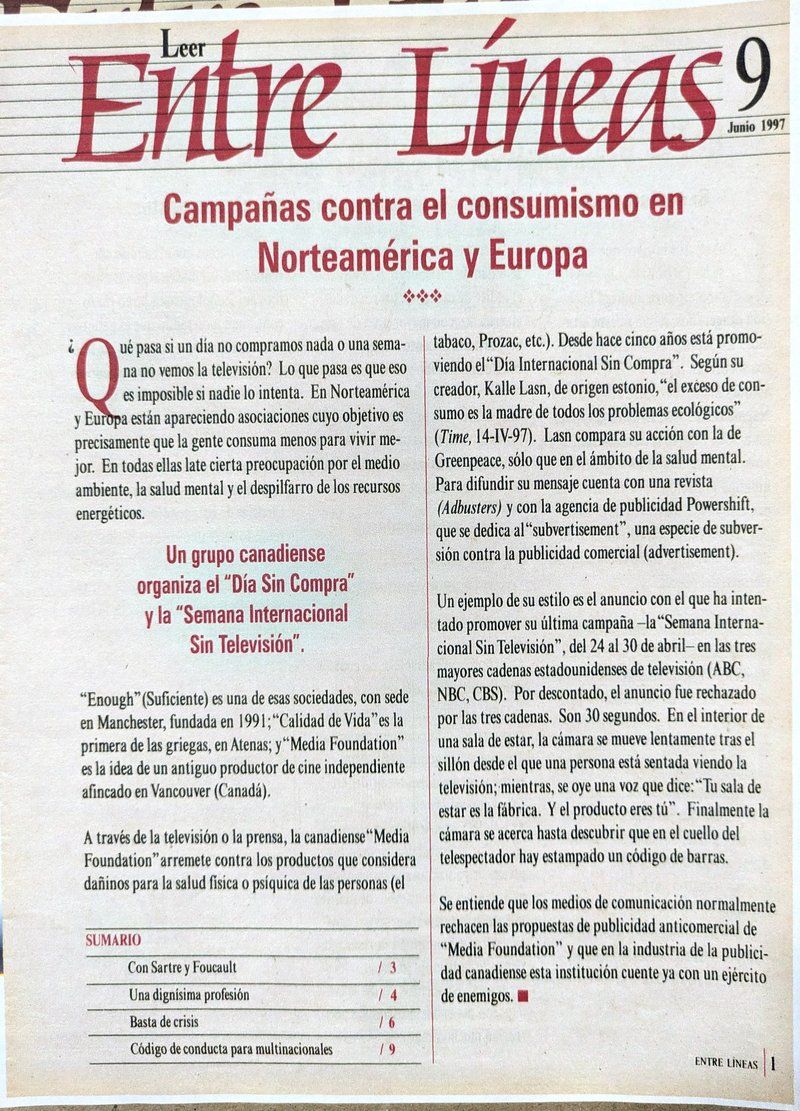 Leer
Entre Líneas
9
Junio 1997
Campañas contra el consumismo en
Norteamérica y Europa
¿Qué pasa si un día no compramos nada o una sema-
na no vemos la televisión? Lo que pasa es que eso
es imposible si nadie lo intenta. En Norteamérica
y Europa están apareciendo asociaciones cuyo objetivo es
precisamente que la gente consuma menos para vivir me-
jor. En todas ellas late cierta preocupación por el medio
ambiente, la salud mental y el despilfarro de los recursos
energéticos.
Un grupo canadiense
organiza el "Día Sin Compra"
y la "Semana Internacional
Sin Televisión".
"Enough" (Suficiente) es una de esas sociedades, con sede
en Manchester, fundada en 1991; "Calidad de Vida" es la
primera de las griegas, en Atenas; y "Media Foundation"
es la idea de un antiguo productor de cine independiente
afincado en Vancouver (Canadá).
A través de la televisión o la prensa, la canadiense "Media
Foundation" arremete contra los productos que considera
dañinos para la salud física o psíquica de las personas (el
tabaco, Prozac, etc.). Desde hace cinco años está promo-
viendo el "Día Internacional Sin Compra". Según su
creador, Kalle Lasn, de origen estonio, "el exceso de con-
sumo es la madre de todos los problemas ecológicos"
(Time, 14-IV-97). Lasn compara su acción con la de
Greenpeace, sólo que en el ámbito de la salud mental.
Para difundir su mensaje cuenta con una revista
(Adbusters) y con la agencia de publicidad Powershift,
que se dedica al "subvertisement", una especie de subver-
sión contra la publicidad comercial (advertisement).
Un ejemplo de su estilo es el anuncio con el que ha inten-
tado promover su última campaña –la "Semana Interna-
cional Sin Televisión", del 24 al 30 de abril– en las tres
mayores cadenas estadounidenses de televisión (ABC,
NBC, CBS). Por descontado, el anuncio fue rechazado
por las tres cadenas. Son 30 segundos. En el interior de
una sala de estar, la cámara se mueve lentamente tras el
sillón desde el que una persona está sentada viendo la
televisión; mientras, se oye una voz que dice: "Tu sala de
estar es la fábrica. Y el producto eres tú". Finalmente la
cámara se acerca hasta descubrir que en el cuello del
telespectador hay estampado un código de barras.
Se entiende que los medios de comunicación normalmente
rechacen las propuestas de publicidad anticomercial de
"Media Foundation" y que en la industria de la publici-
dad canadiense esta institución cuente ya con un ejército
de enemigos.
SUMARIO
Con Sartre y Foucault / 3
Una dignísima profesión / 4
Basta de crisis / 6
Código de conducta para multinacionales / 9
ENTRE LÍNEAS 1